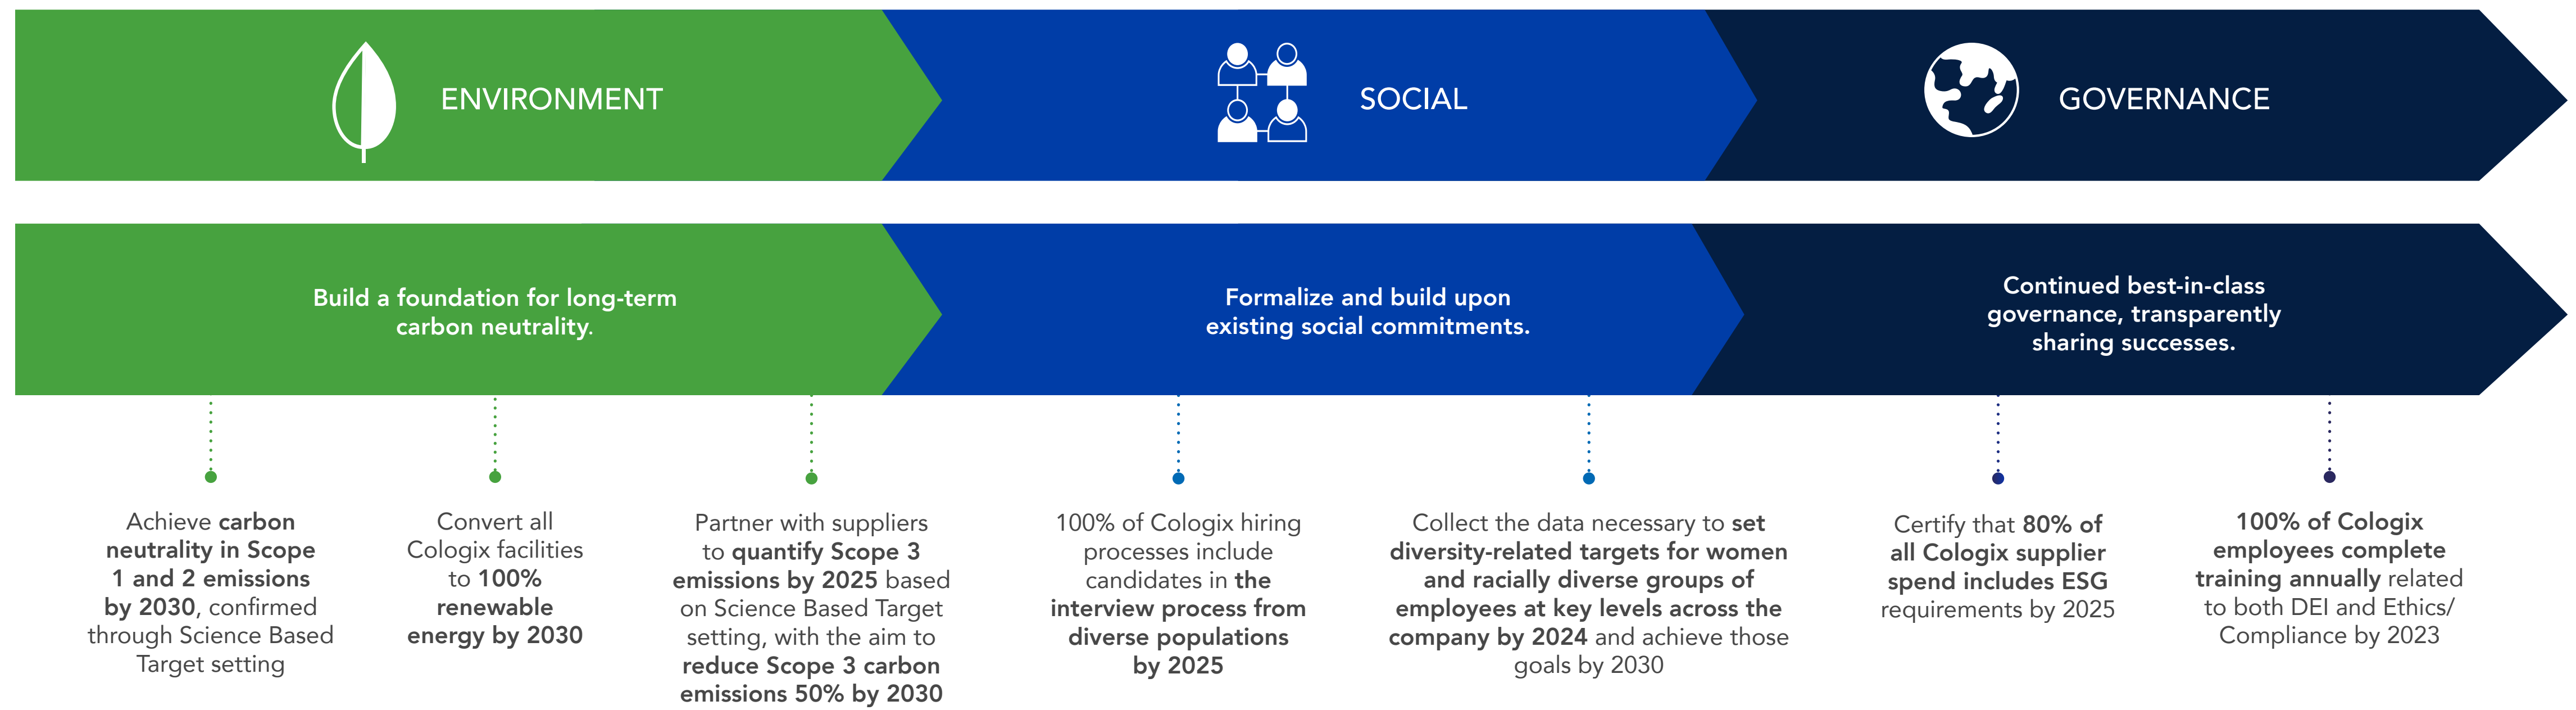 ENVIRONMENT
SOCIAL
GOVERNANCE
Build a foundation for long-term
carbon neutrality.
Formalize and build upon
existing social commitments.
Continued best-in-class
governance, transparently
sharing successes.
Achieve carbon
neutrality in Scope
1 and 2 emissions
by 2030, confirmed
through Science Based
Target setting
Convert all
Cologix facilities
to 100%
renewable
energy by 2030
Partner with suppliers
to quantify Scope 3
emissions by 2025 based
on Science Based Target
setting, with the aim to
reduce Scope 3 carbon
emissions 50% by 2030
100% of Cologix hiring
processes include
candidates in the
interview process from
diverse populations
by 2025
Collect the data necessary to set
diversity-related targets for women
and racially diverse groups of
employees at key levels across the
company by 2024 and achieve those
goals by 2030
Certify that 80% of
all Cologix supplier
spend includes ESG
requirements by 2025
100% of Cologix
employees complete
training annually related
to both DEI and Ethics/
Compliance by 2023